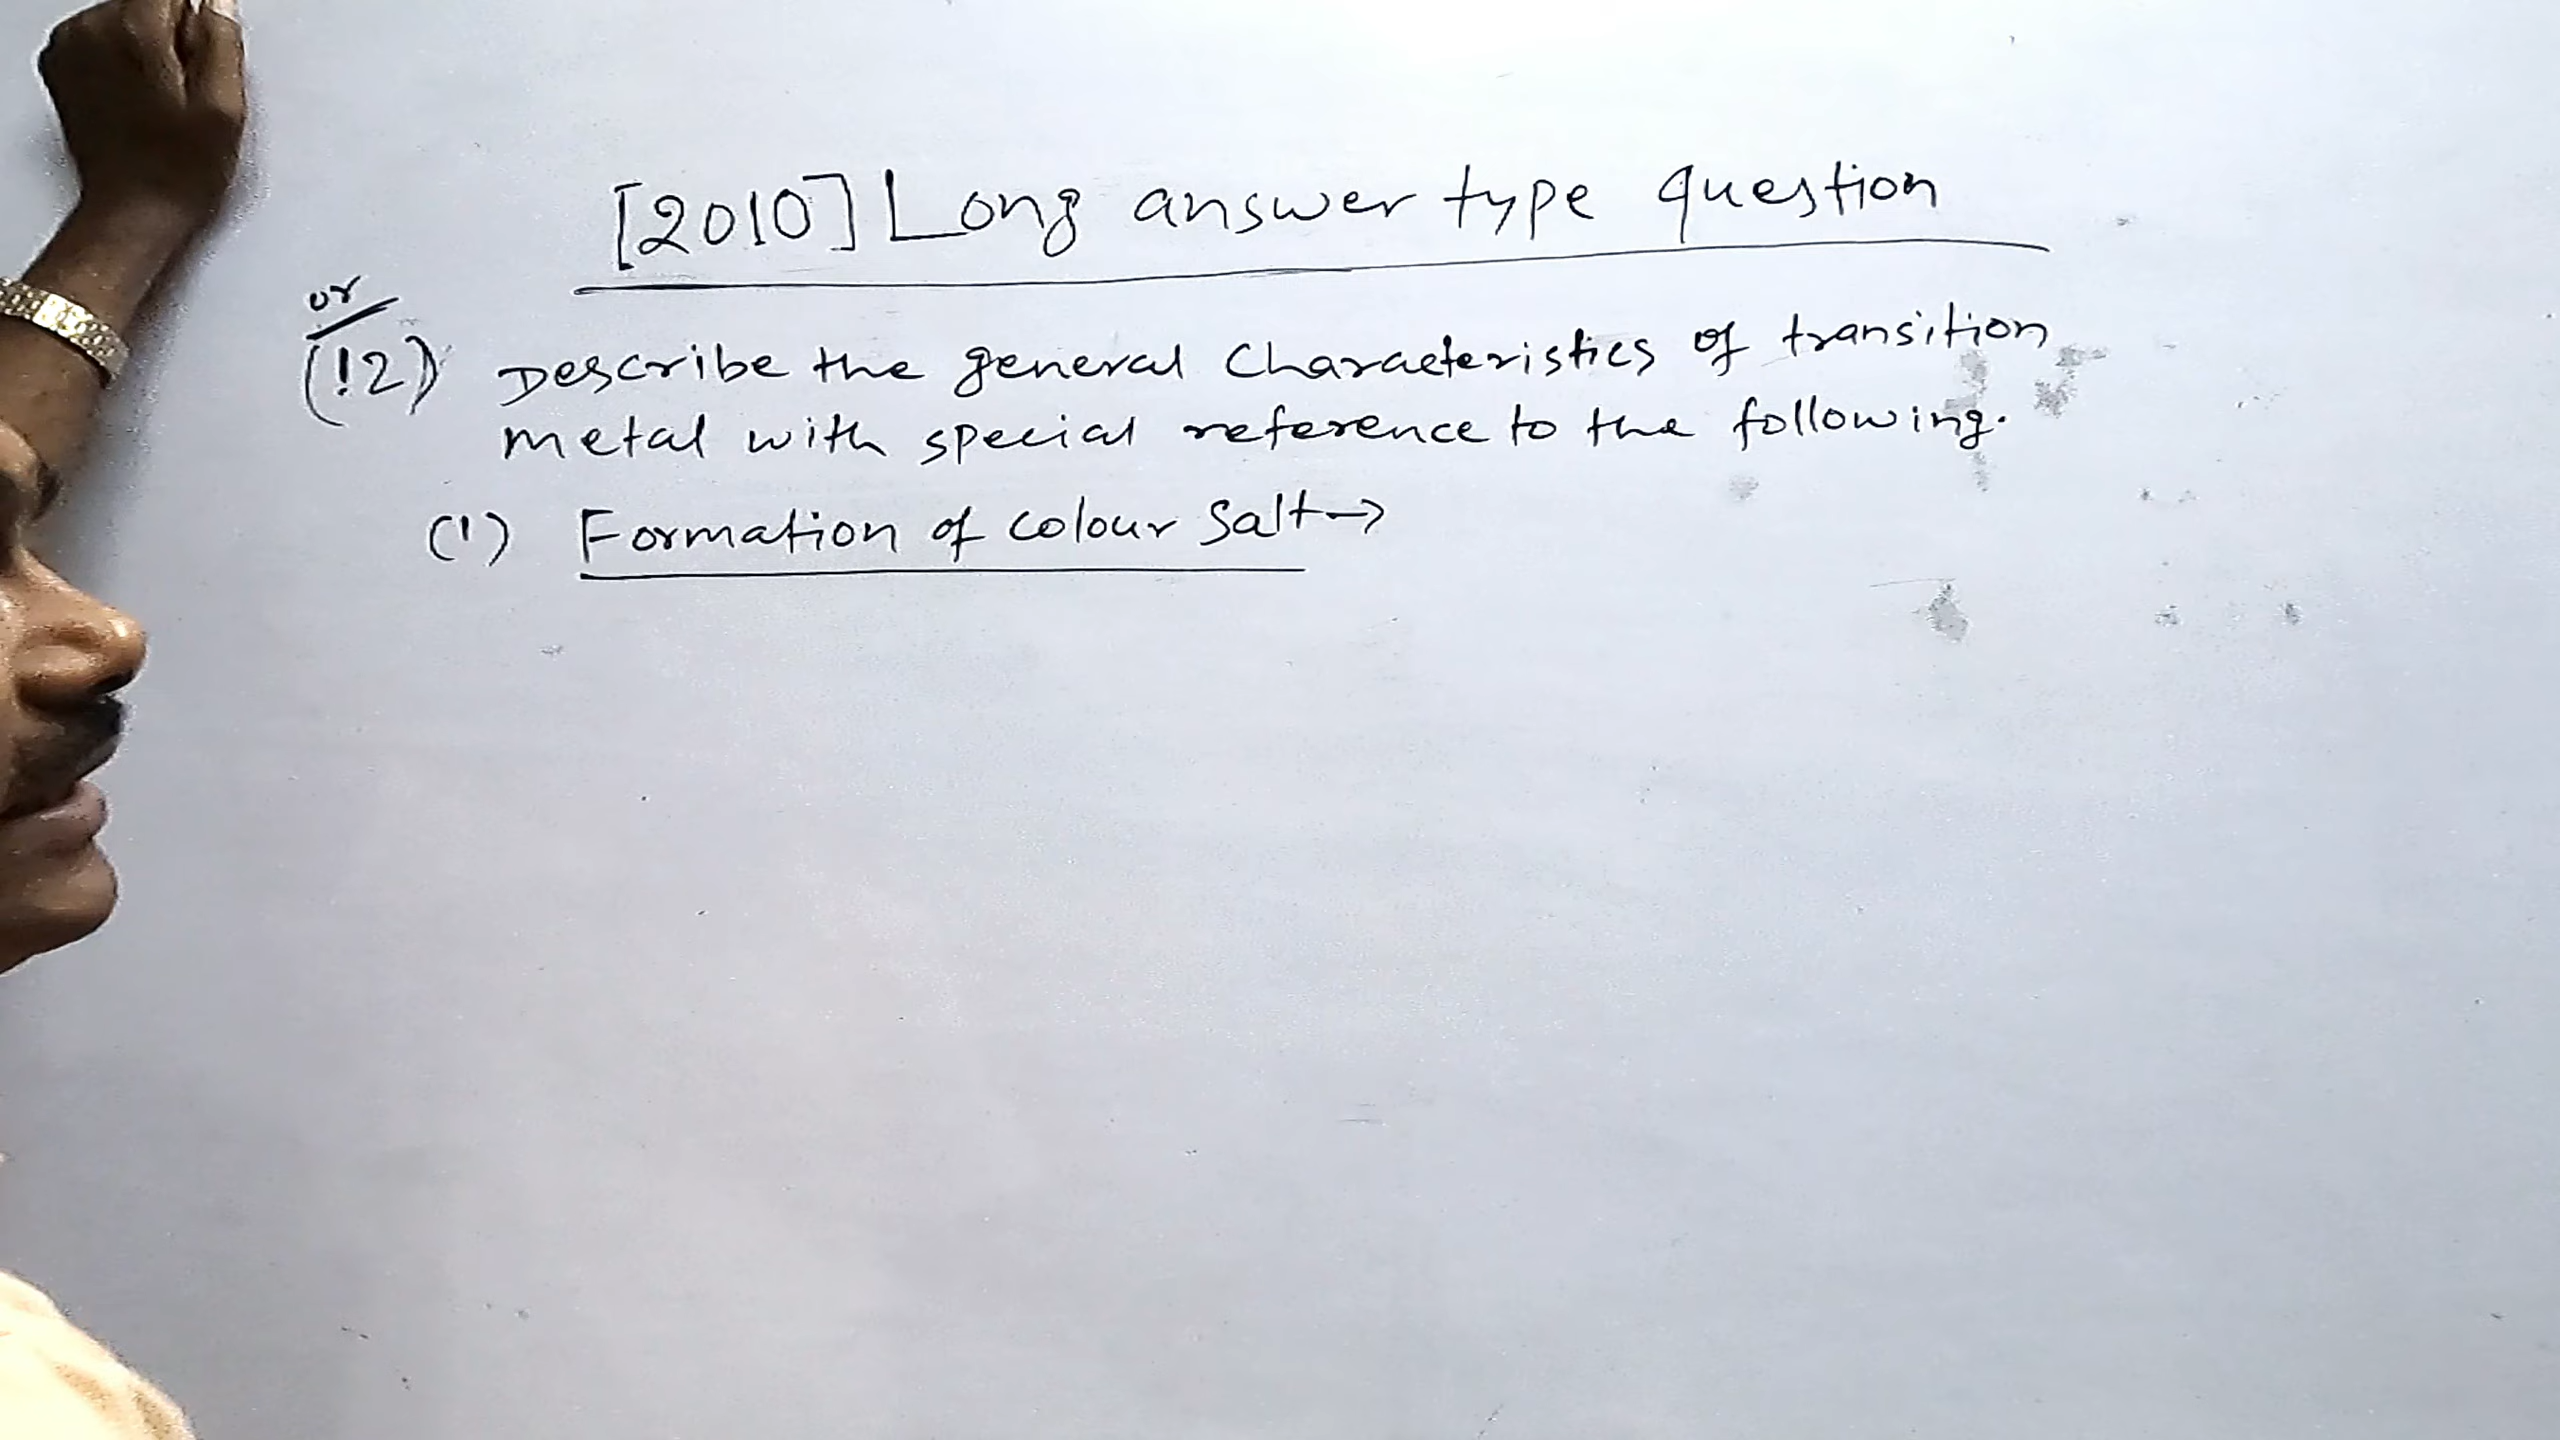 [2010] Long answer type question
or
(12) Describe the general characteristics of transition
metal with special reference to the following.
(1) Formation of colour salt→